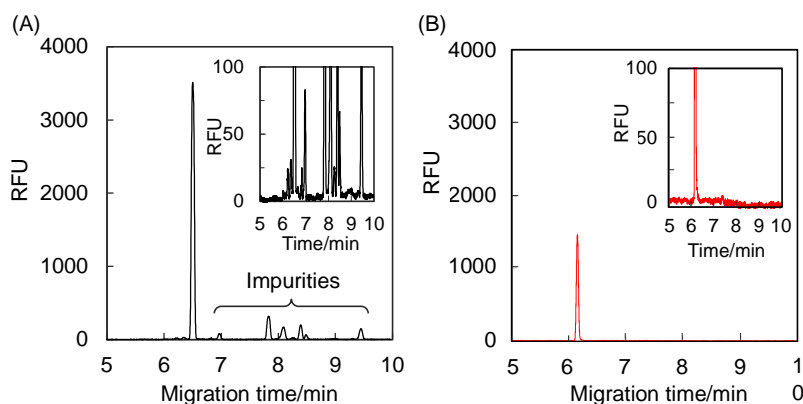 (A)
4000
3000
2000
1000
0
RFU
5 6 7 8 9 10
Migration time/min
Impurities
100
50
0
RFU
5 6 7 8 9 10
Time/min
(B)
4000
3000
2000
1000
0
RFU
5 6 7 8 9 1
0
Migration time/min
100
50
0
RFU
5 6 7 8 9 10
Time/min